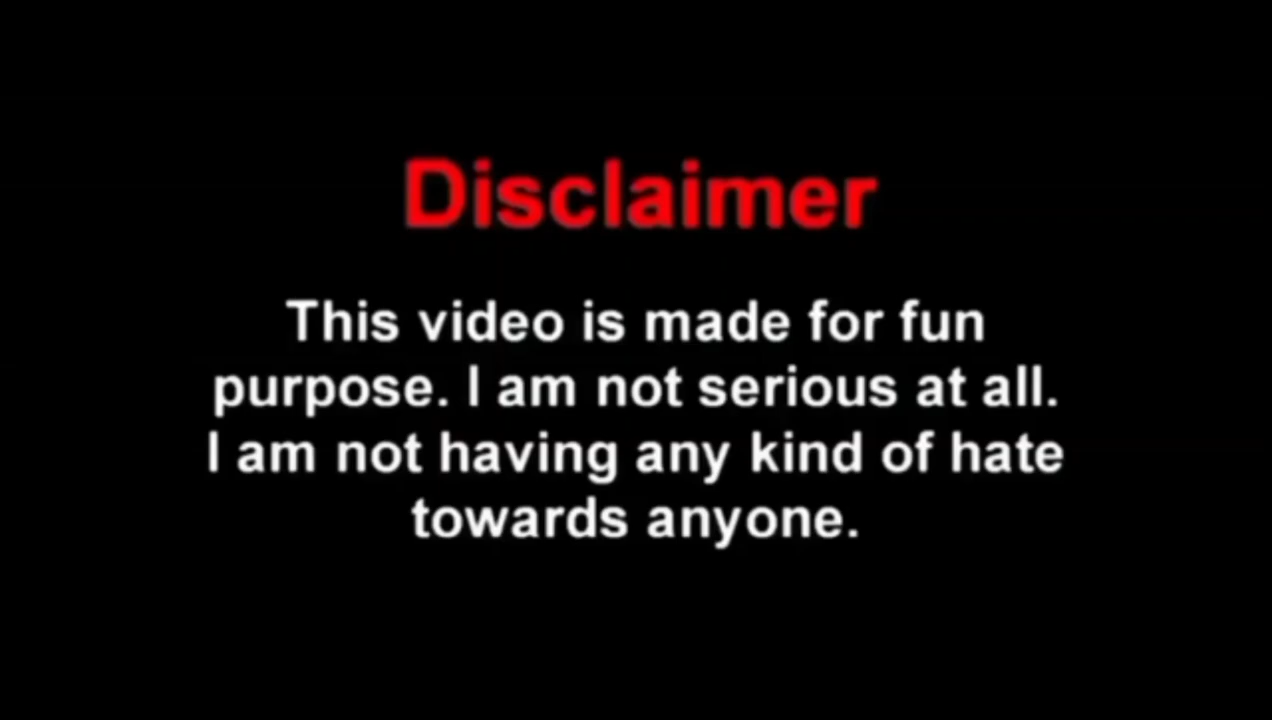 Disclaimer
This video is made for fun
purpose. I am not serious at all.
I am not having any kind of hate
towards anyone.